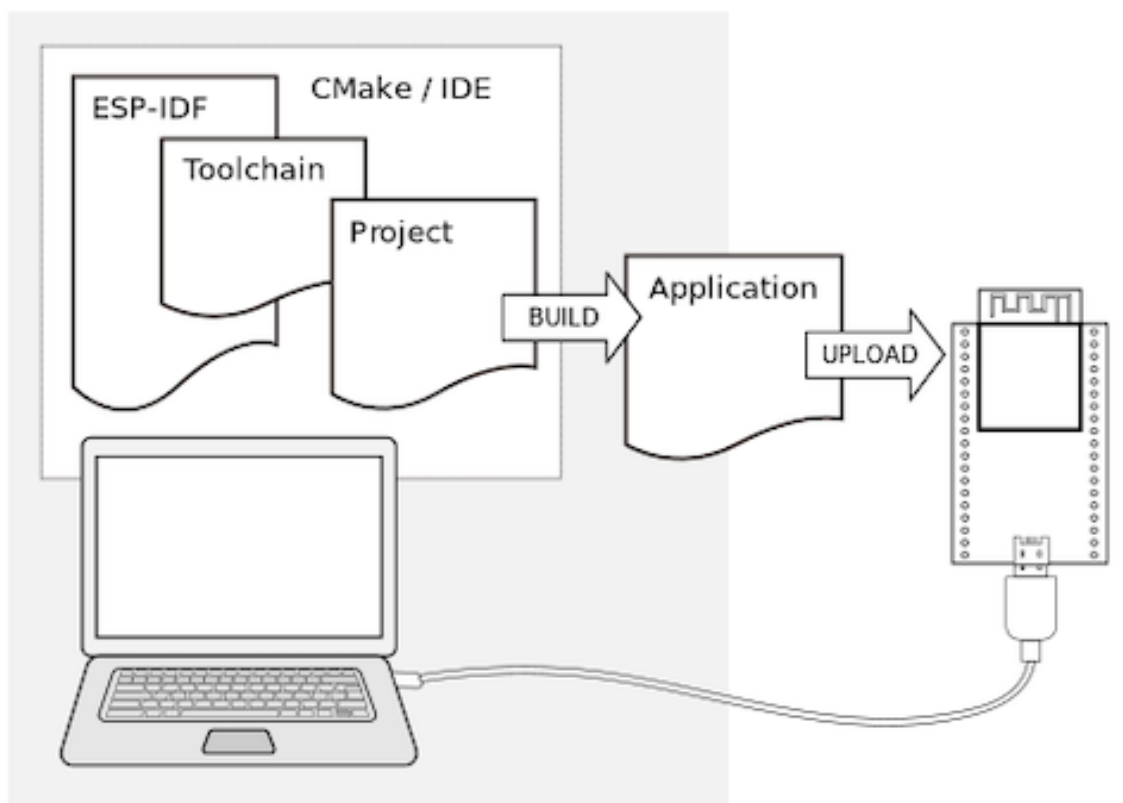 CMake / IDE
ESP-IDF
Toolchain
Project
BUILD
Application
UPLOAD